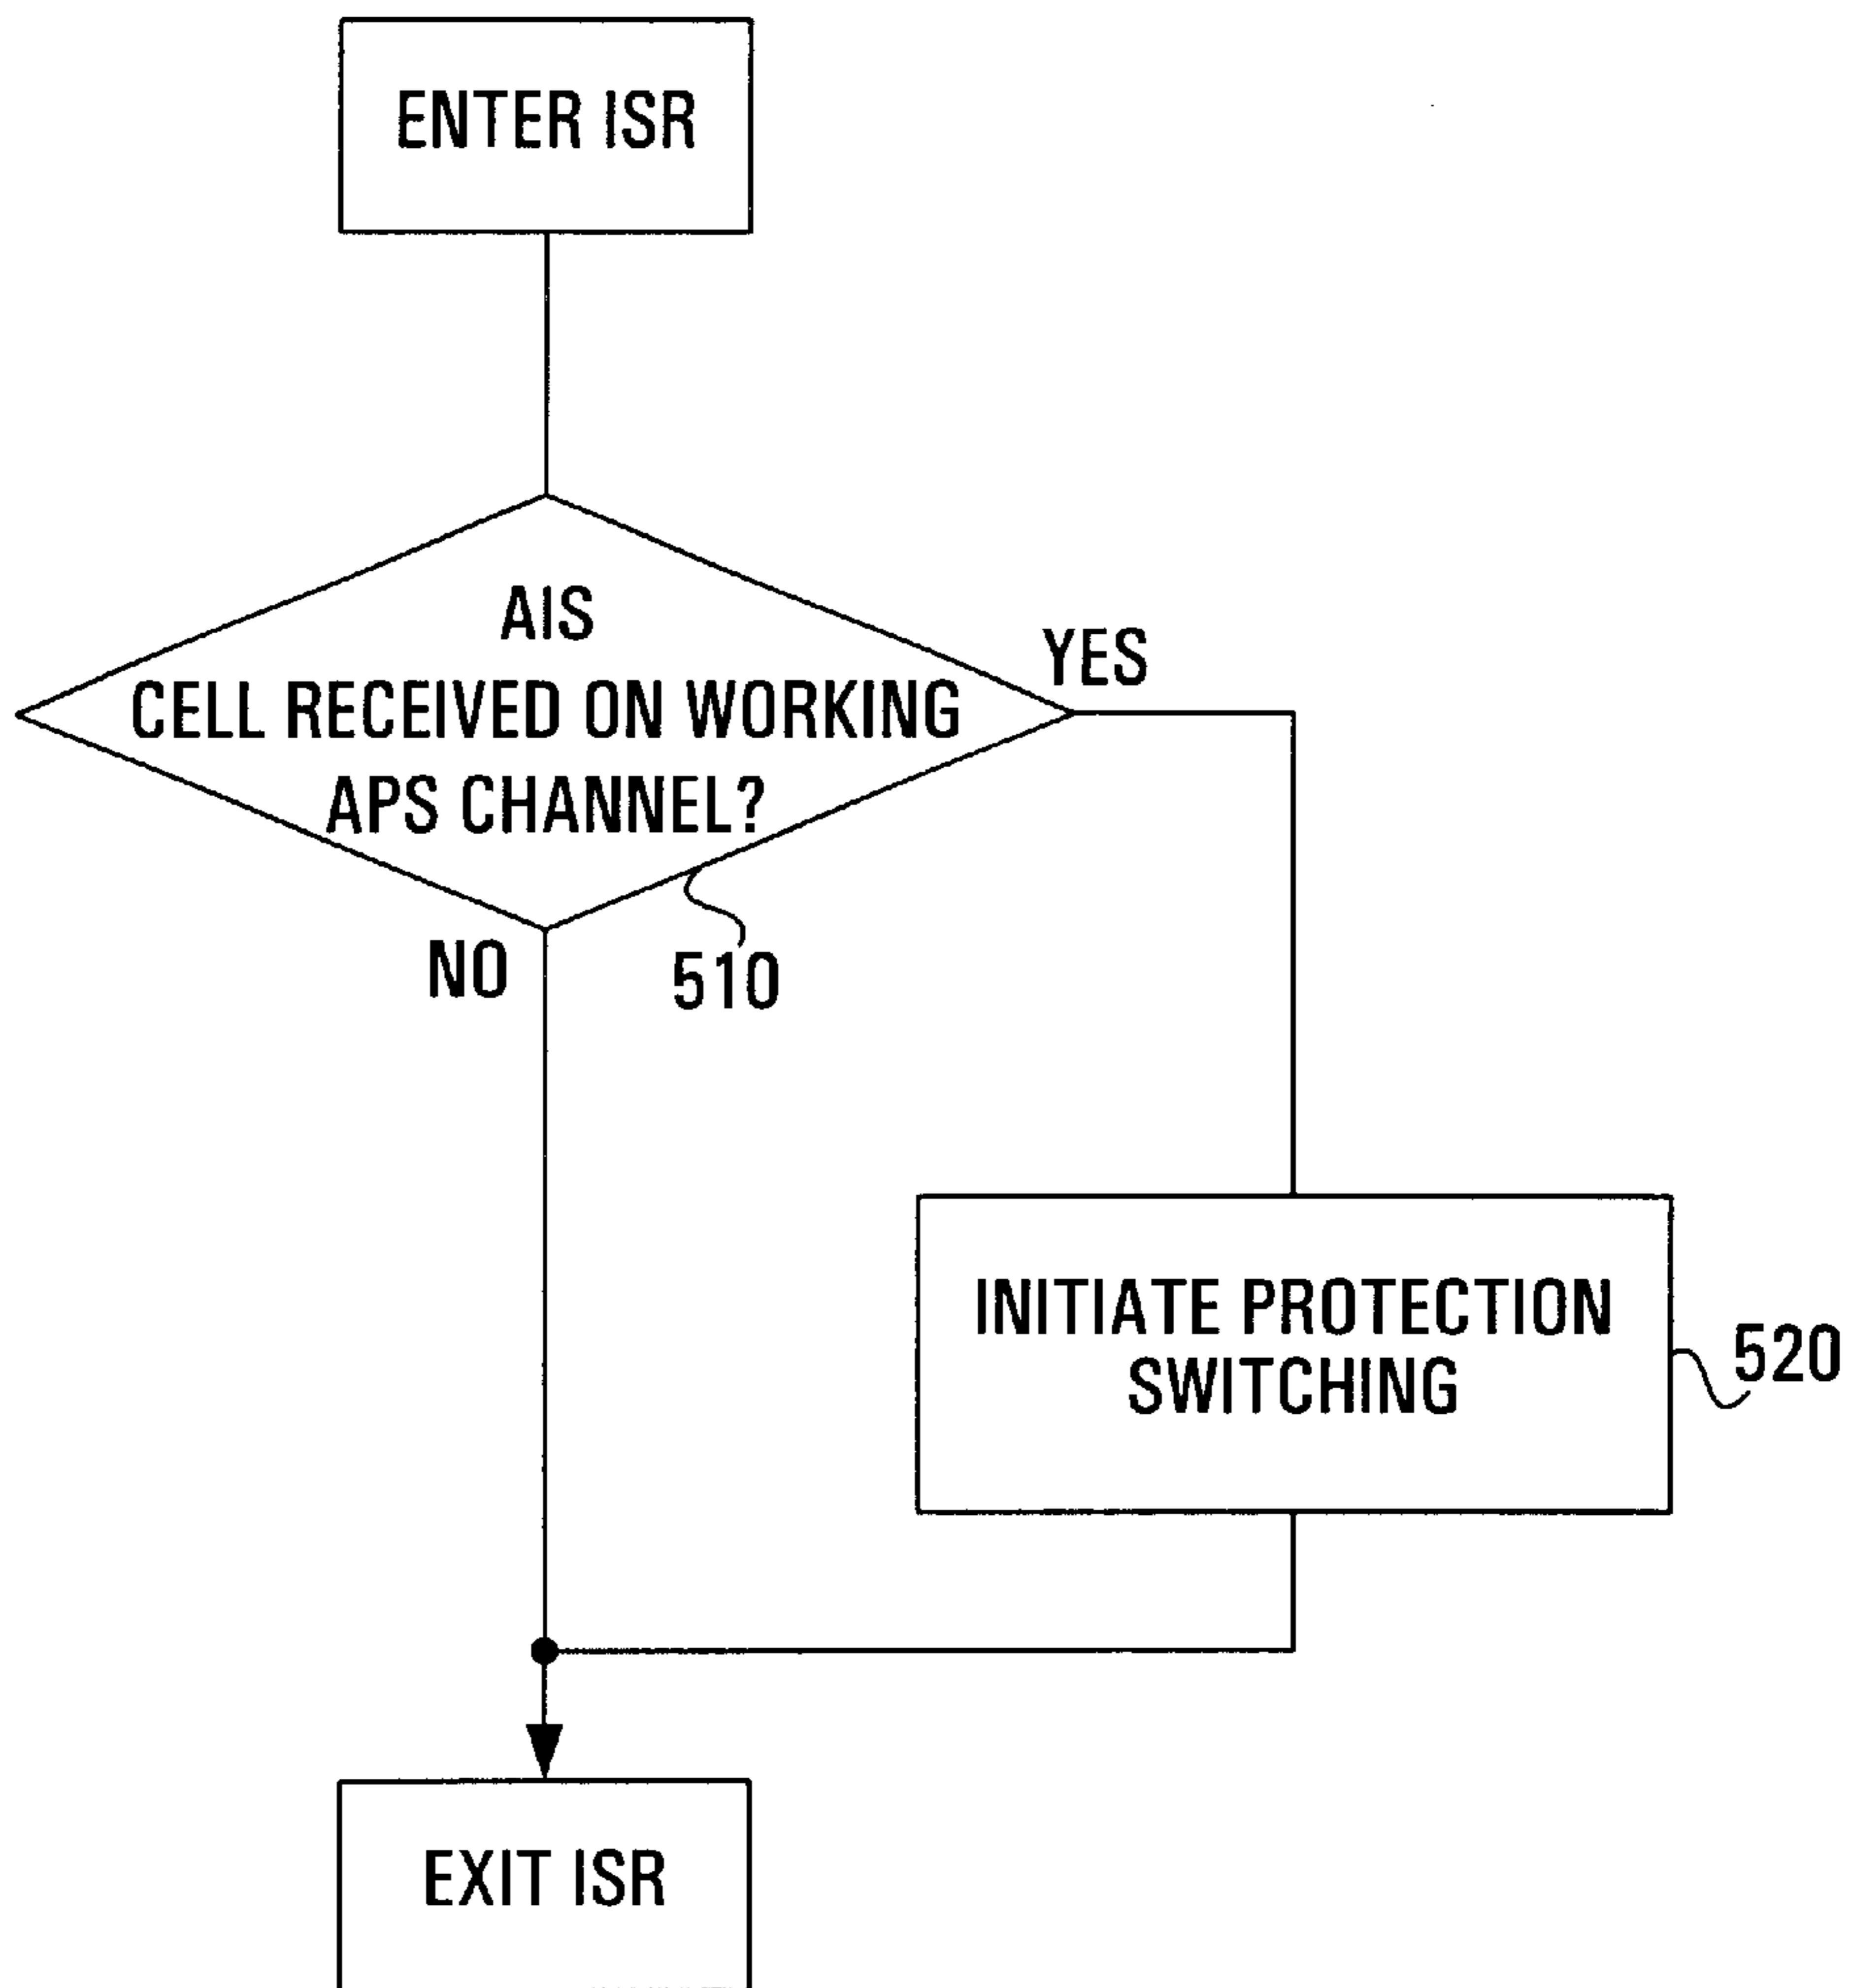 ENTER ISR
AIS
CELL RECEIVED ON WORKING
APS CHANNEL?
YES
NO
510
INITIATE PROTECTION
SWITCHING
520
EXIT ISR